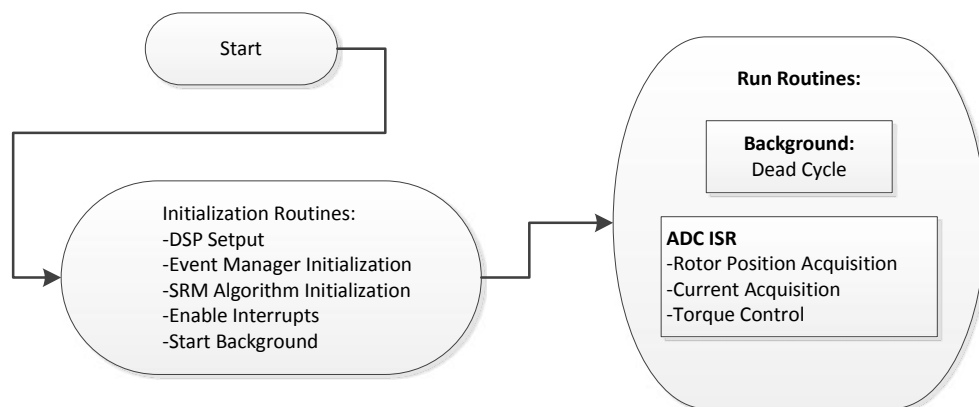 Start
Initialization Routines:
-DSP Setput
-Event Manager Initialization
-SRM Algorithm Initialization
-Enable Interrupts
-Start Background
Run Routines:
Background:
Dead Cycle
ADC ISR
-Rotor Position Acquisition
-Current Acquisition
-Torque Control